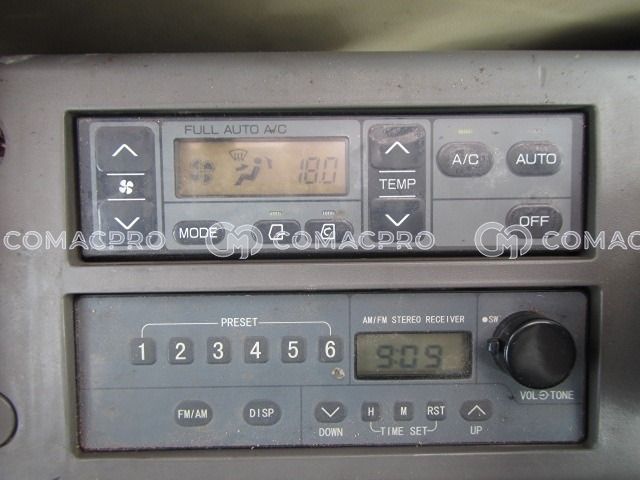 FULL AUTO A/C
18.0
TEMP
A/C
AUTO
MODE
OFF
COMACPRO COMACPRO COMACPRO
PRESET
AM/FM STEREO RECEIVER
SW
1 2 3 4 5 6
9:09
VOL TONE
FM/AM
DISP
H
M
RST
DOWN
TIME SET
UP